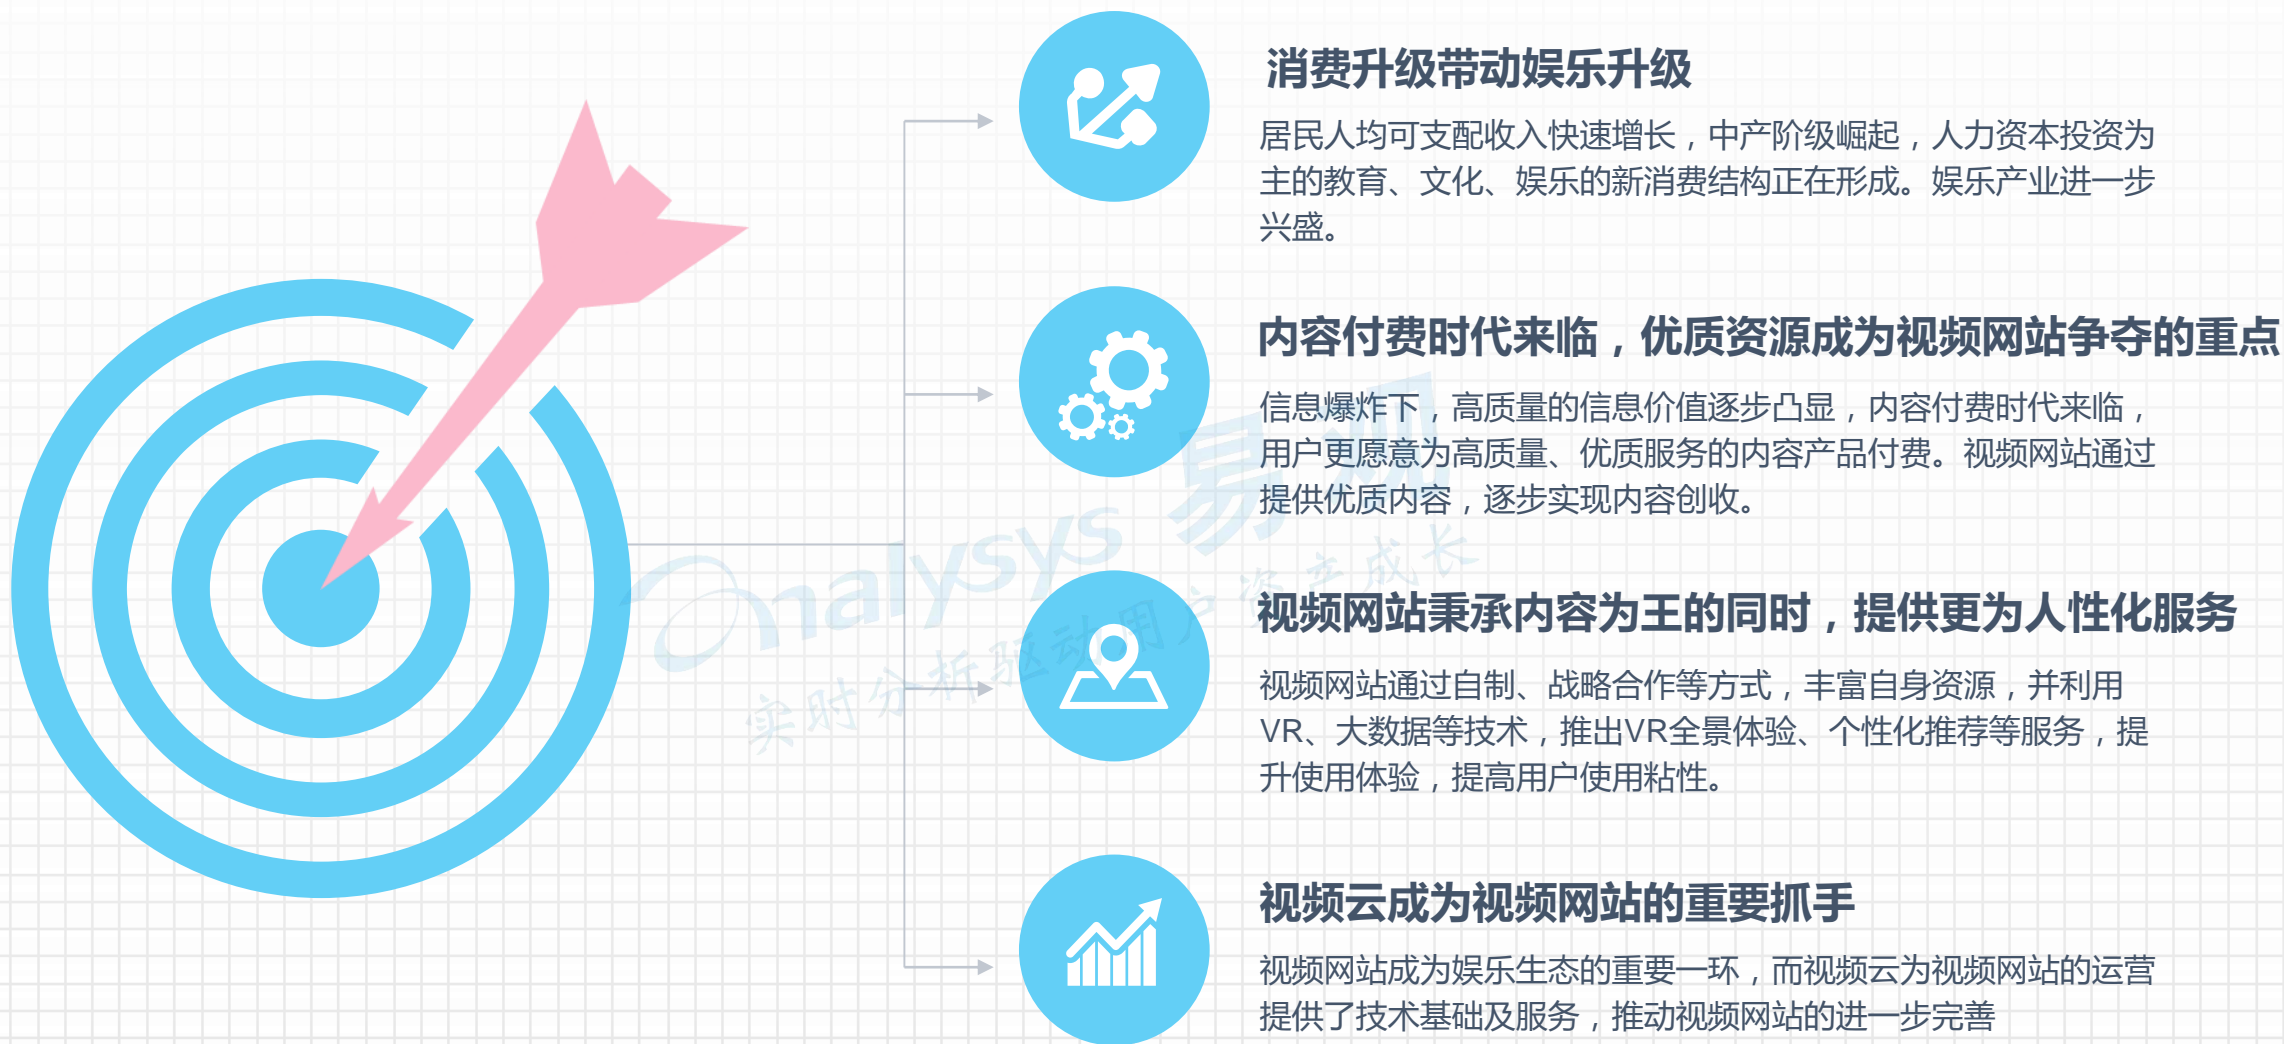 消费升级带动娱乐升级
居民人均可支配收入快速增长，中产阶级崛起，人力资本投资为
主的教育、文化、娱乐的新消费结构正在形成。娱乐产业进一步
兴盛。
内容付费时代来临，优质资源成为视频网站争夺的重点
信息爆炸下，高质量的信息价值逐步凸显，内容付费时代来临，
用户更愿意为高质量、优质服务的内容产品付费。视频网站通过
提供优质内容，逐步实现内容创收。
analysys 易观
实时分析驱动用户资产成长
视频网站秉承内容为王的同时，提供更为人性化服务
视频网站通过自制、战略合作等方式，丰富自身资源，并利用
VR、大数据等技术，推出VR全景体验、个性化推荐等服务，提
升使用体验，提高用户使用粘性。
视频云成为视频网站的重要抓手
视频网站成为娱乐生态的重要一环，而视频云为视频网站的运营
提供了技术基础及服务，推动视频网站的进一步完善